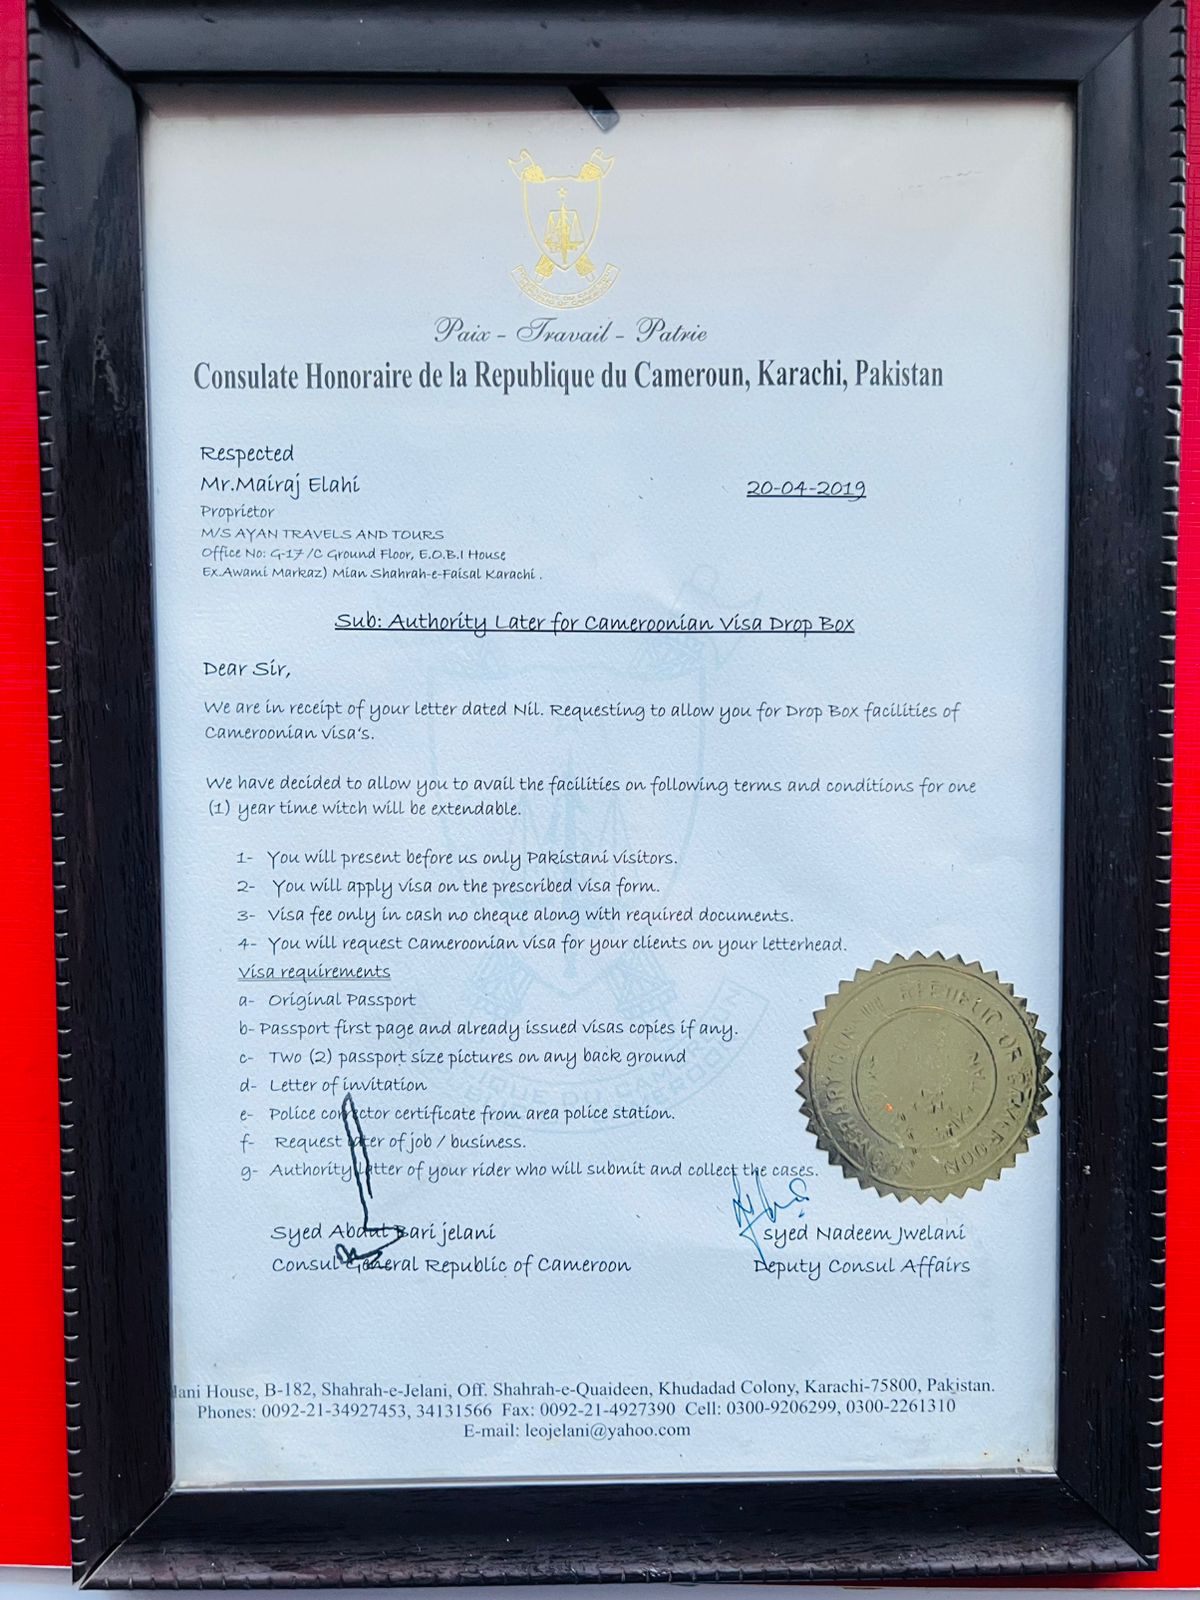 Paix - Travail - Patrie
Consulate Honoraire de la Republique du Cameroun, Karachi, Pakistan
Respected
Mr.Mairaj Elahi
20-04-2019
Proprietor
M/S AYAN TRAVELS AND TOURS
Office No: G-17 /C Ground Floor, E.O.B.I House
Ex.Awami Markaz) Mian Shahrah-e-Faisal Karachi .
Sub: Authority Later for Cameroonian Visa Drop Box
Dear Sir,
We are in receipt of your letter dated Nil. Requesting to allow you for Drop Box facilities of
Cameroonian visa's.
We have decided to allow you to avail the facilities on following terms and conditions for one
(1) year time witch will be extendable.
1- You will present before us only Pakistani visitors.
2- You will apply visa on the prescribed visa form.
3- Visa fee only in cash no cheque along with required documents.
4- You will request Cameroonian visa for your clients on your letterhead.
Visa requirements
a- Original Passport
b- Passport first page and already issued visas copies if any.
c- Two (2) passport size pictures on any back ground
d- Letter of invitation
e- Police certificate from area police station.
f- Request of job / business.
g- Authority letter of your rider who will submit and collect the cases.
Syed Abdul Bari jelani
Syed Nadeem Jwelani
Consul General Republic of Cameroon
Deputy Consul Affairs
House, B-182, Shahrah-e-Jelani, Off. Shahrah-e-Quaideen, Khudadad Colony, Karachi-75800, Pakistan.
Phones: 0092-21-34927453, 34131566 Fax: 0092-21-4927390 Cell: 0300-9206299, 0300-2261310
E-mail: leojelani@yahoo.com